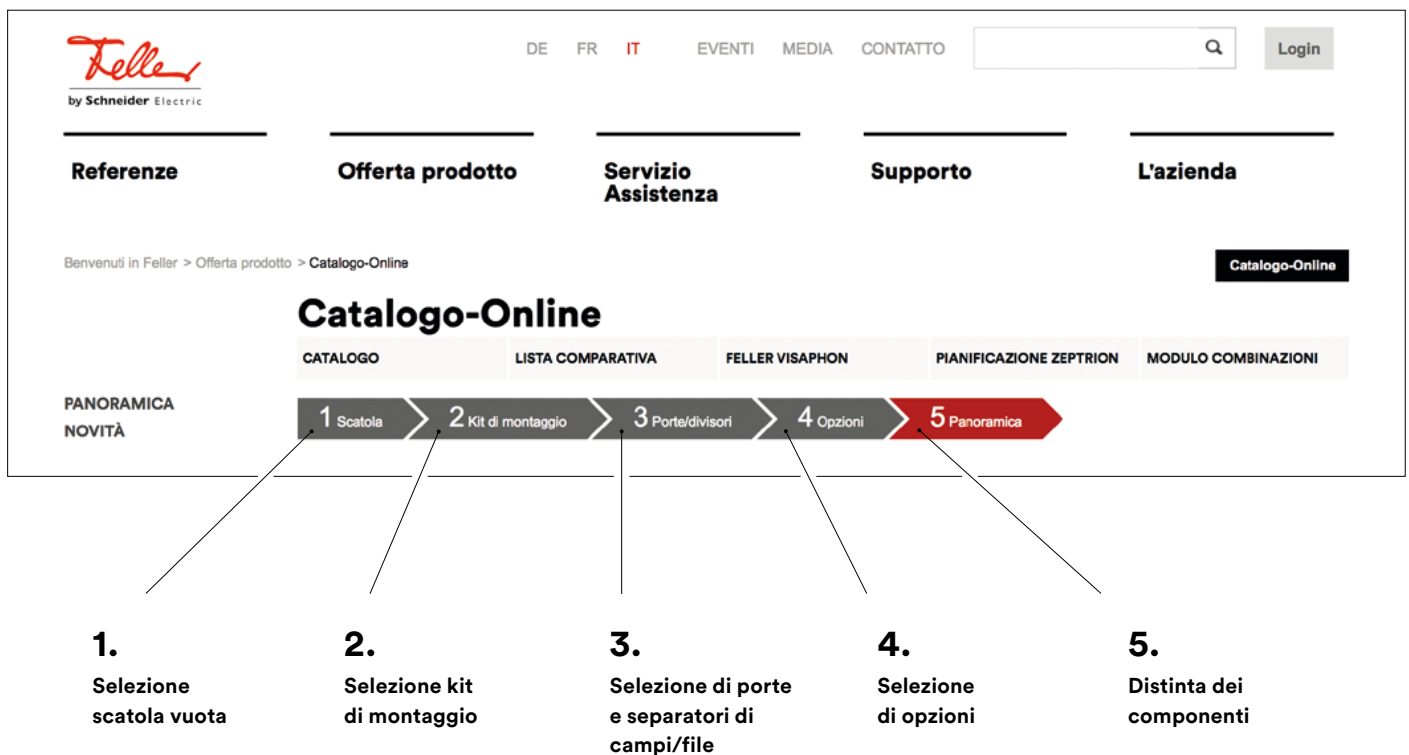 Feller
by Schneider Electric
DE FR IT EVENTI MEDIA CONTATTO
Login
Referenze
Offerta prodotto
Servizio
Assistenza
Supporto
L'azienda
Benvenuti in Feller > Offerta prodotto > Catalogo-Online
Catalogo-Online
Catalogo-Online
CATALOGO
LISTA COMPARATIVA
FELLER VISAPHON
PIANIFICAZIONE ZEPTRION
MODULO COMBINAZIONI
PANORAMICA
NOVITÀ
1 Scatola
2 Kit di montaggio
3 Porte/divisori
4 Opzioni
5 Panoramica
1.
Selezione
scatola vuota
2.
Selezione kit
di montaggio
3.
Selezione di porte
e separatori di
campi/file
4.
Selezione
di opzioni
5.
Distinta dei
componenti